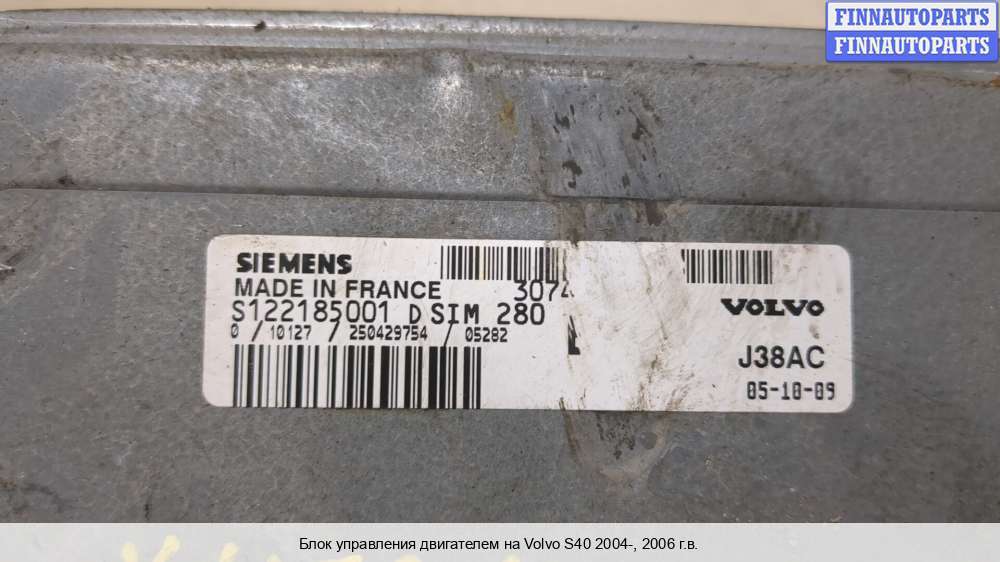 FINNAUTOPARTS
FINNAUTOPARTS
SIEMENS
MADE IN FRANCE
S122185001 D SIM 280
0 / 10127 / 250429754 / 05282
VOLVO
J38AC
05-10-09
Блок управления двигателем на Volvo S40 2004-, 2006 г.в.